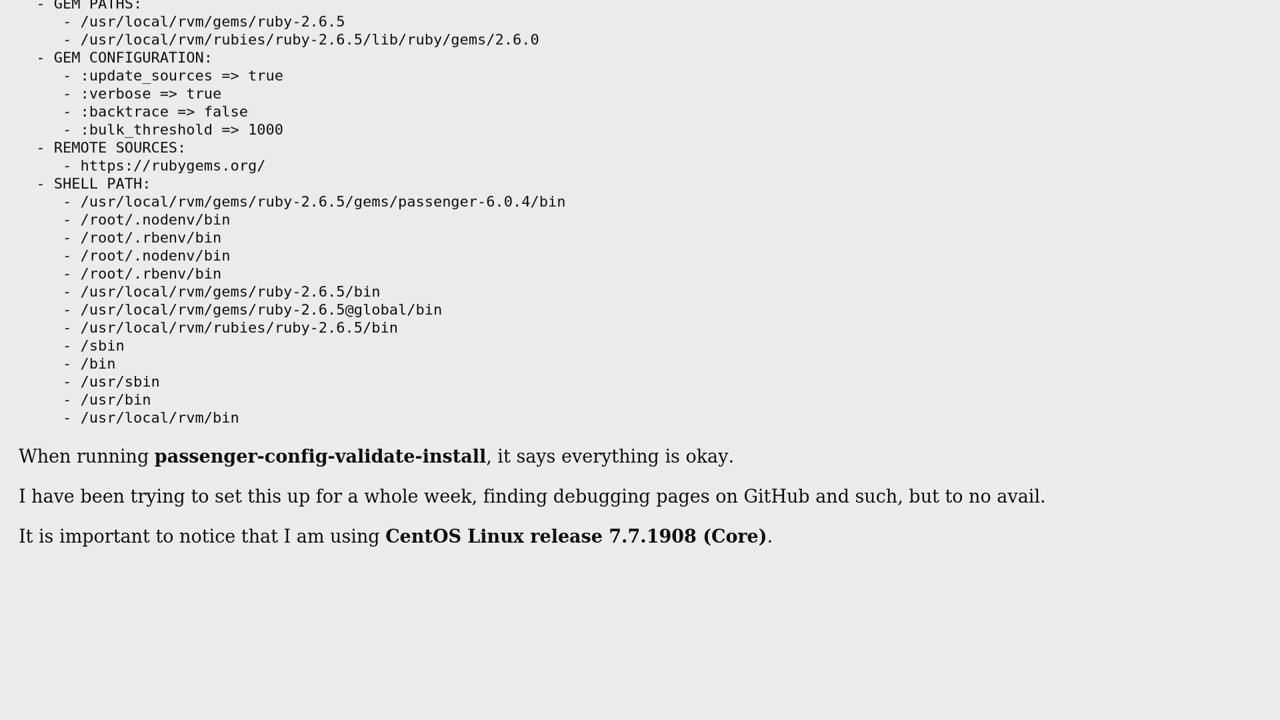 - GEM PATHS:
- /usr/local/rvm/gems/ruby-2.6.5
- /usr/local/rvm/rubies/ruby-2.6.5/lib/ruby/gems/2.6.0
- GEM CONFIGURATION:
- :update_sources => true
- :verbose => true
- :backtrace => false
- :bulk_threshold => 1000
- REMOTE SOURCES:
- https://rubygems.org/
- SHELL PATH:
- /usr/local/rvm/gems/ruby-2.6.5/gems/passenger-6.0.4/bin
- /root/.nodenv/bin
- /root/.rbenv/bin
- /root/.nodenv/bin
- /root/.rbenv/bin
- /usr/local/rvm/gems/ruby-2.6.5/bin
- /usr/local/rvm/gems/ruby-2.6.5@global/bin
- /usr/local/rvm/rubies/ruby-2.6.5/bin
- /sbin
- /bin
- /usr/sbin
- /usr/bin
- /usr/local/rvm/bin
When running passenger-config-validate-install, it says everything is okay.
I have been trying to set this up for a whole week, finding debugging pages on GitHub and such, but to no avail.
It is important to notice that I am using CentOS Linux release 7.7.1908 (Core).